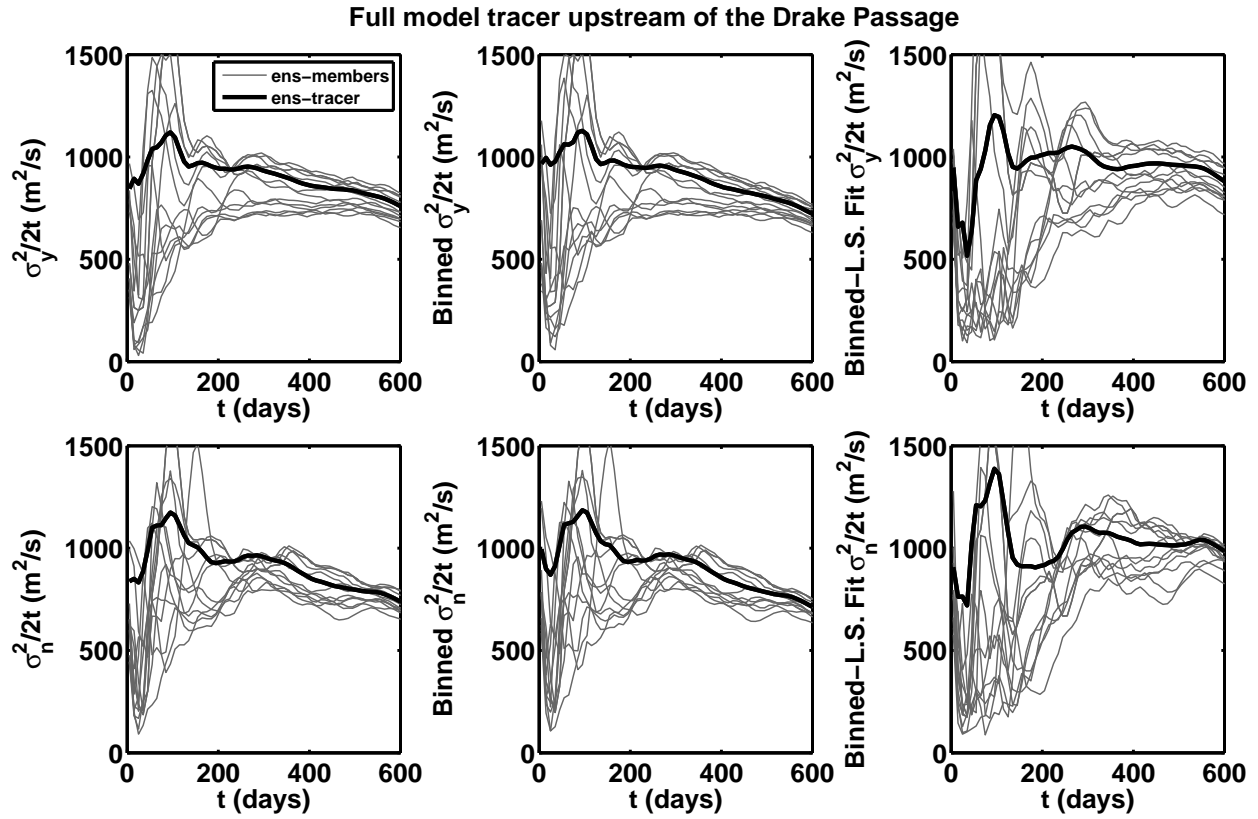 Full model tracer upstream of the Drake Passage
σ_y^2/2t (m^2/s)
1500
1000
500
0
0 200 400 600
t (days)
ens−members
ens−tracer
Binned σ_y^2/2t (m^2/s)
1500
1000
500
0
0 200 400 600
t (days)
Binned−L.S. Fit σ_y^2/2t (m^2/s)
1500
1000
500
0
0 200 400 600
t (days)
σ_n^2/2t (m^2/s)
1500
1000
500
0
0 200 400 600
t (days)
Binned σ_n^2/2t (m^2/s)
1500
1000
500
0
0 200 400 600
t (days)
Binned−L.S. Fit σ_n^2/2t (m^2/s)
1500
1000
500
0
0 200 400 600
t (days)